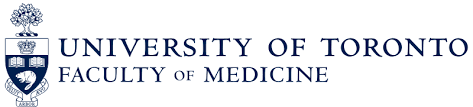 UNIVERSITY OF TORONTO
FACULTY OF MEDICINE